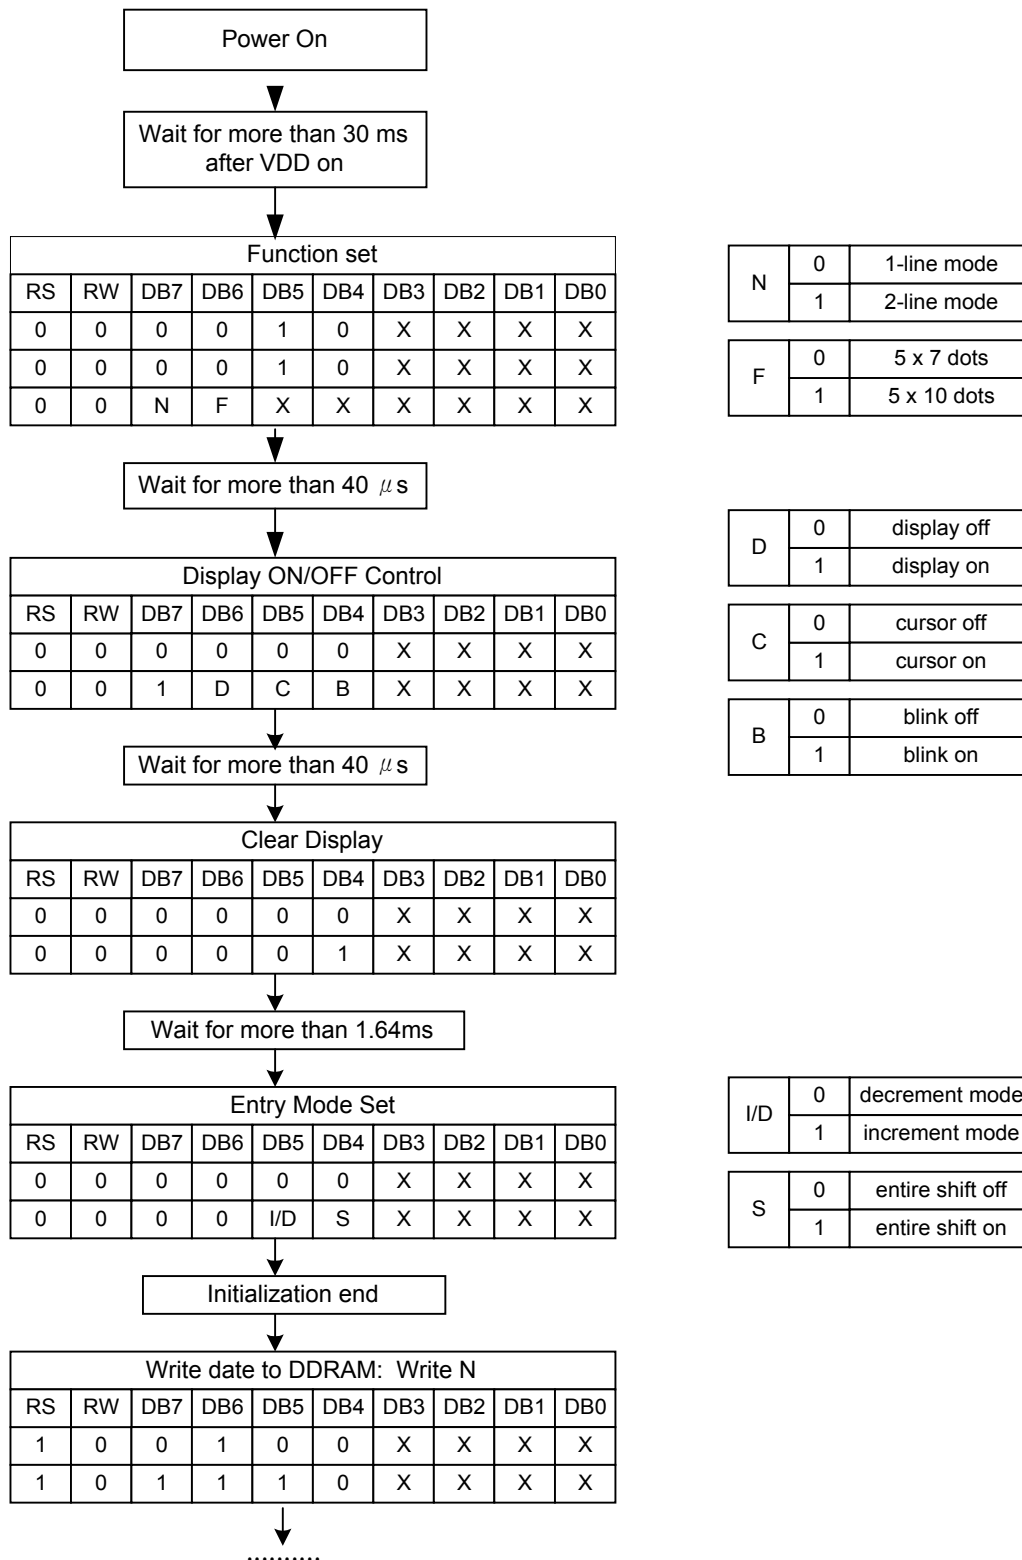 Power On
Wait for more than 30 ms
after VDD on
Function set
RS RW DB7 DB6 DB5 DB4 DB3 DB2 DB1 DB0
0 0 0 0 1 0 X X X X
0 0 0 0 1 0 X X X X
0 0 N F X X X X X X
N 0 1-line mode
1 2-line mode
F 0 5 x 7 dots
1 5 x 10 dots
Wait for more than 40 μs
Display ON/OFF Control
RS RW DB7 DB6 DB5 DB4 DB3 DB2 DB1 DB0
0 0 0 0 0 0 X X X X
0 0 1 D C B X X X X
D 0 display off
1 display on
C 0 cursor off
1 cursor on
B 0 blink off
1 blink on
Wait for more than 40 μs
Clear Display
RS RW DB7 DB6 DB5 DB4 DB3 DB2 DB1 DB0
0 0 0 0 0 0 X X X X
0 0 0 0 0 1 X X X X
Wait for more than 1.64ms
Entry Mode Set
RS RW DB7 DB6 DB5 DB4 DB3 DB2 DB1 DB0
0 0 0 0 0 0 X X X X
0 0 0 0 I/D S X X X X
I/D 0 decrement mode
1 increment mode
S 0 entire shift off
1 entire shift on
Initialization end
Write date to DDRAM: Write N
RS RW DB7 DB6 DB5 DB4 DB3 DB2 DB1 DB0
1 0 0 1 0 0 X X X X
1 0 1 1 1 0 X X X X
..........